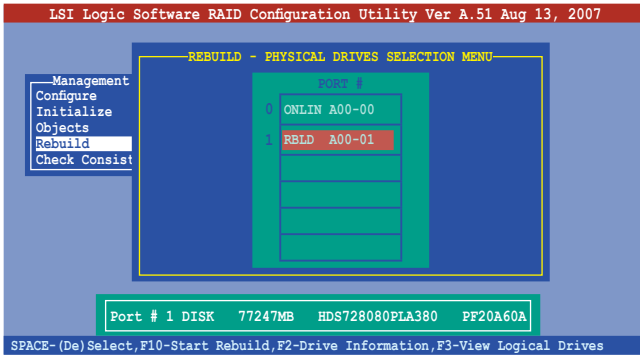 LSI Logic Software RAID Configuration Utility Ver A.51 Aug 13, 2007
REBUILD - PHYSICAL DRIVES SELECTION MENU
Management
Configure
Initialize
Objects
Rebuild
Check Consist
PORT #
0 ONLIN A00-00
1 RBLD A00-01
Port # 1 DISK 77247MB HDS728080PLA380 PF20A60A
SPACE-(De)Select,F10-Start Rebuild,F2-Drive Information,F3-View Logical Drives